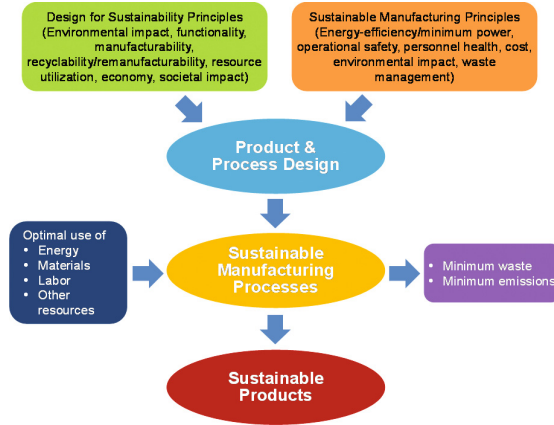 Design for Sustainability Principles
(Environmental impact, functionality,
manufacturability,
recyclability/remanufacturability, resource
utilization, economy, societal impact)
Sustainable Manufacturing Principles
(Energy-efficiency/minimum power,
operational safety, personnel health, cost,
environmental impact, waste
management)
Product &
Process Design
Optimal use of
• Energy
• Materials
• Labor
• Other
resources
Sustainable
Manufacturing
Processes
• Minimum waste
• Minimum emissions
Sustainable
Products